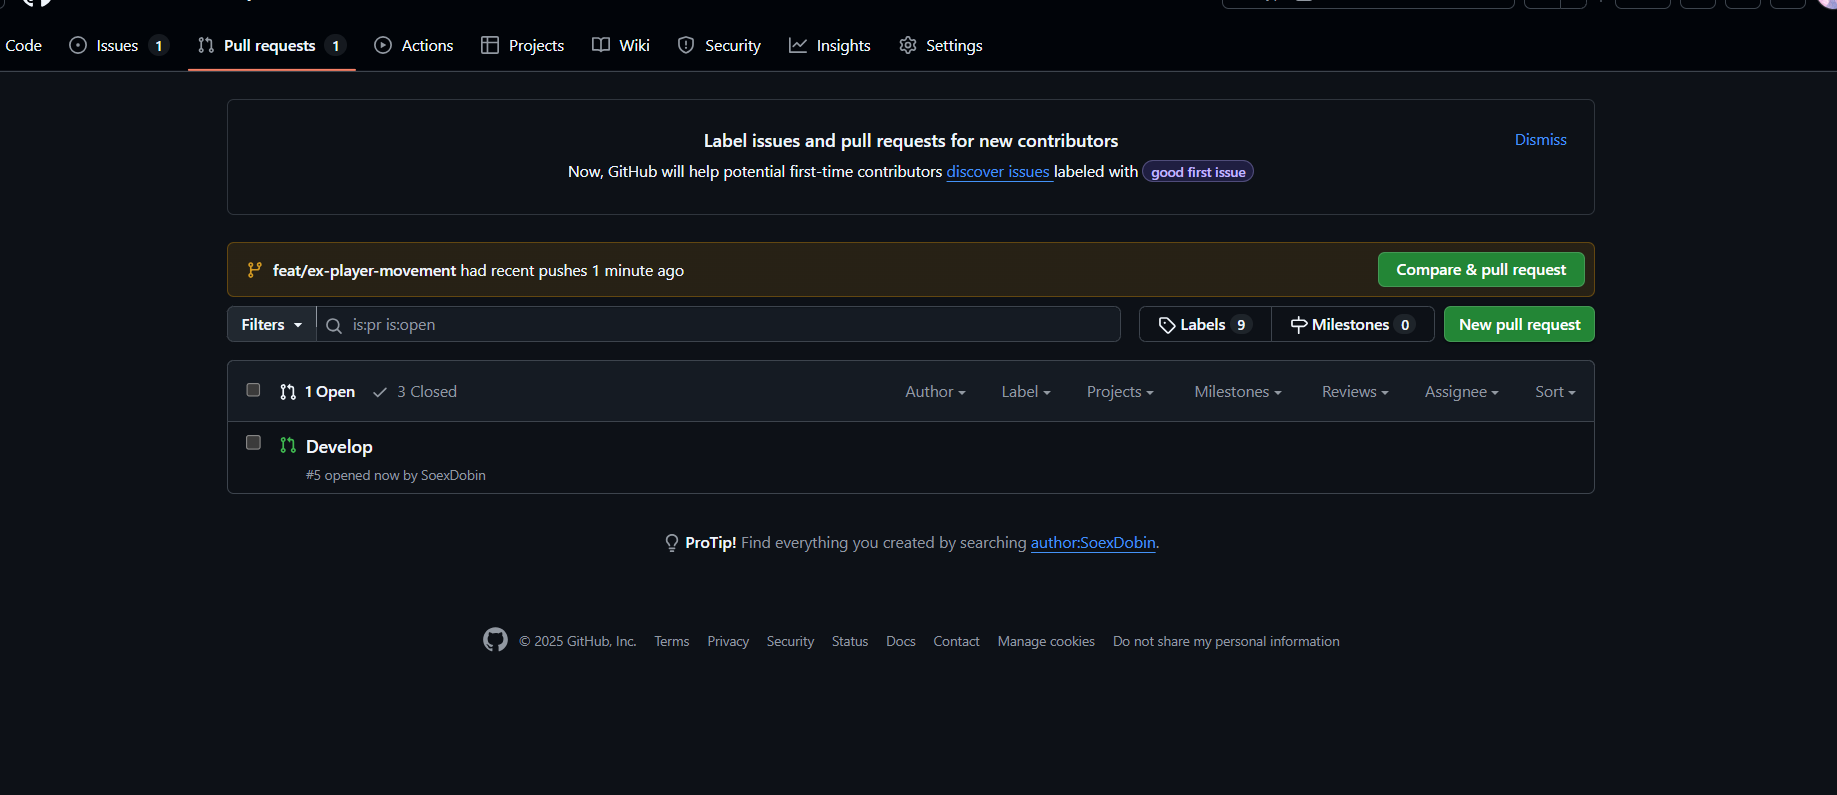 Code Issues 1 Pull requests 1 Actions Projects Wiki Security Insights Settings
Label issues and pull requests for new contributors
Dismiss
Now, GitHub will help potential first-time contributors discover issues labeled with good first issue
feat/ex-player-movement had recent pushes 1 minute ago
Compare & pull request
Filters is:pr is:open Labels 9 Milestones 0 New pull request
1 Open 3 Closed Author Label Projects Milestones Reviews Assignee Sort
Develop
#5 opened now by SoexDobin
ProTip! Find everything you created by searching author:SoexDobin.
© 2025 GitHub, Inc. Terms Privacy Security Status Docs Contact Manage cookies Do not share my personal information